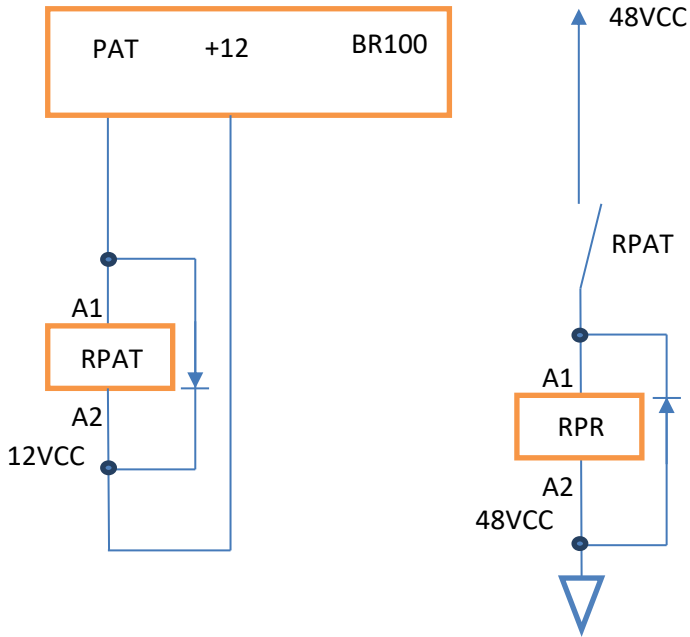 PAT +12 BR100
A1
RPAT
A2
12VCC
48VCC
RPAT
A1
RPR
A2
48VCC